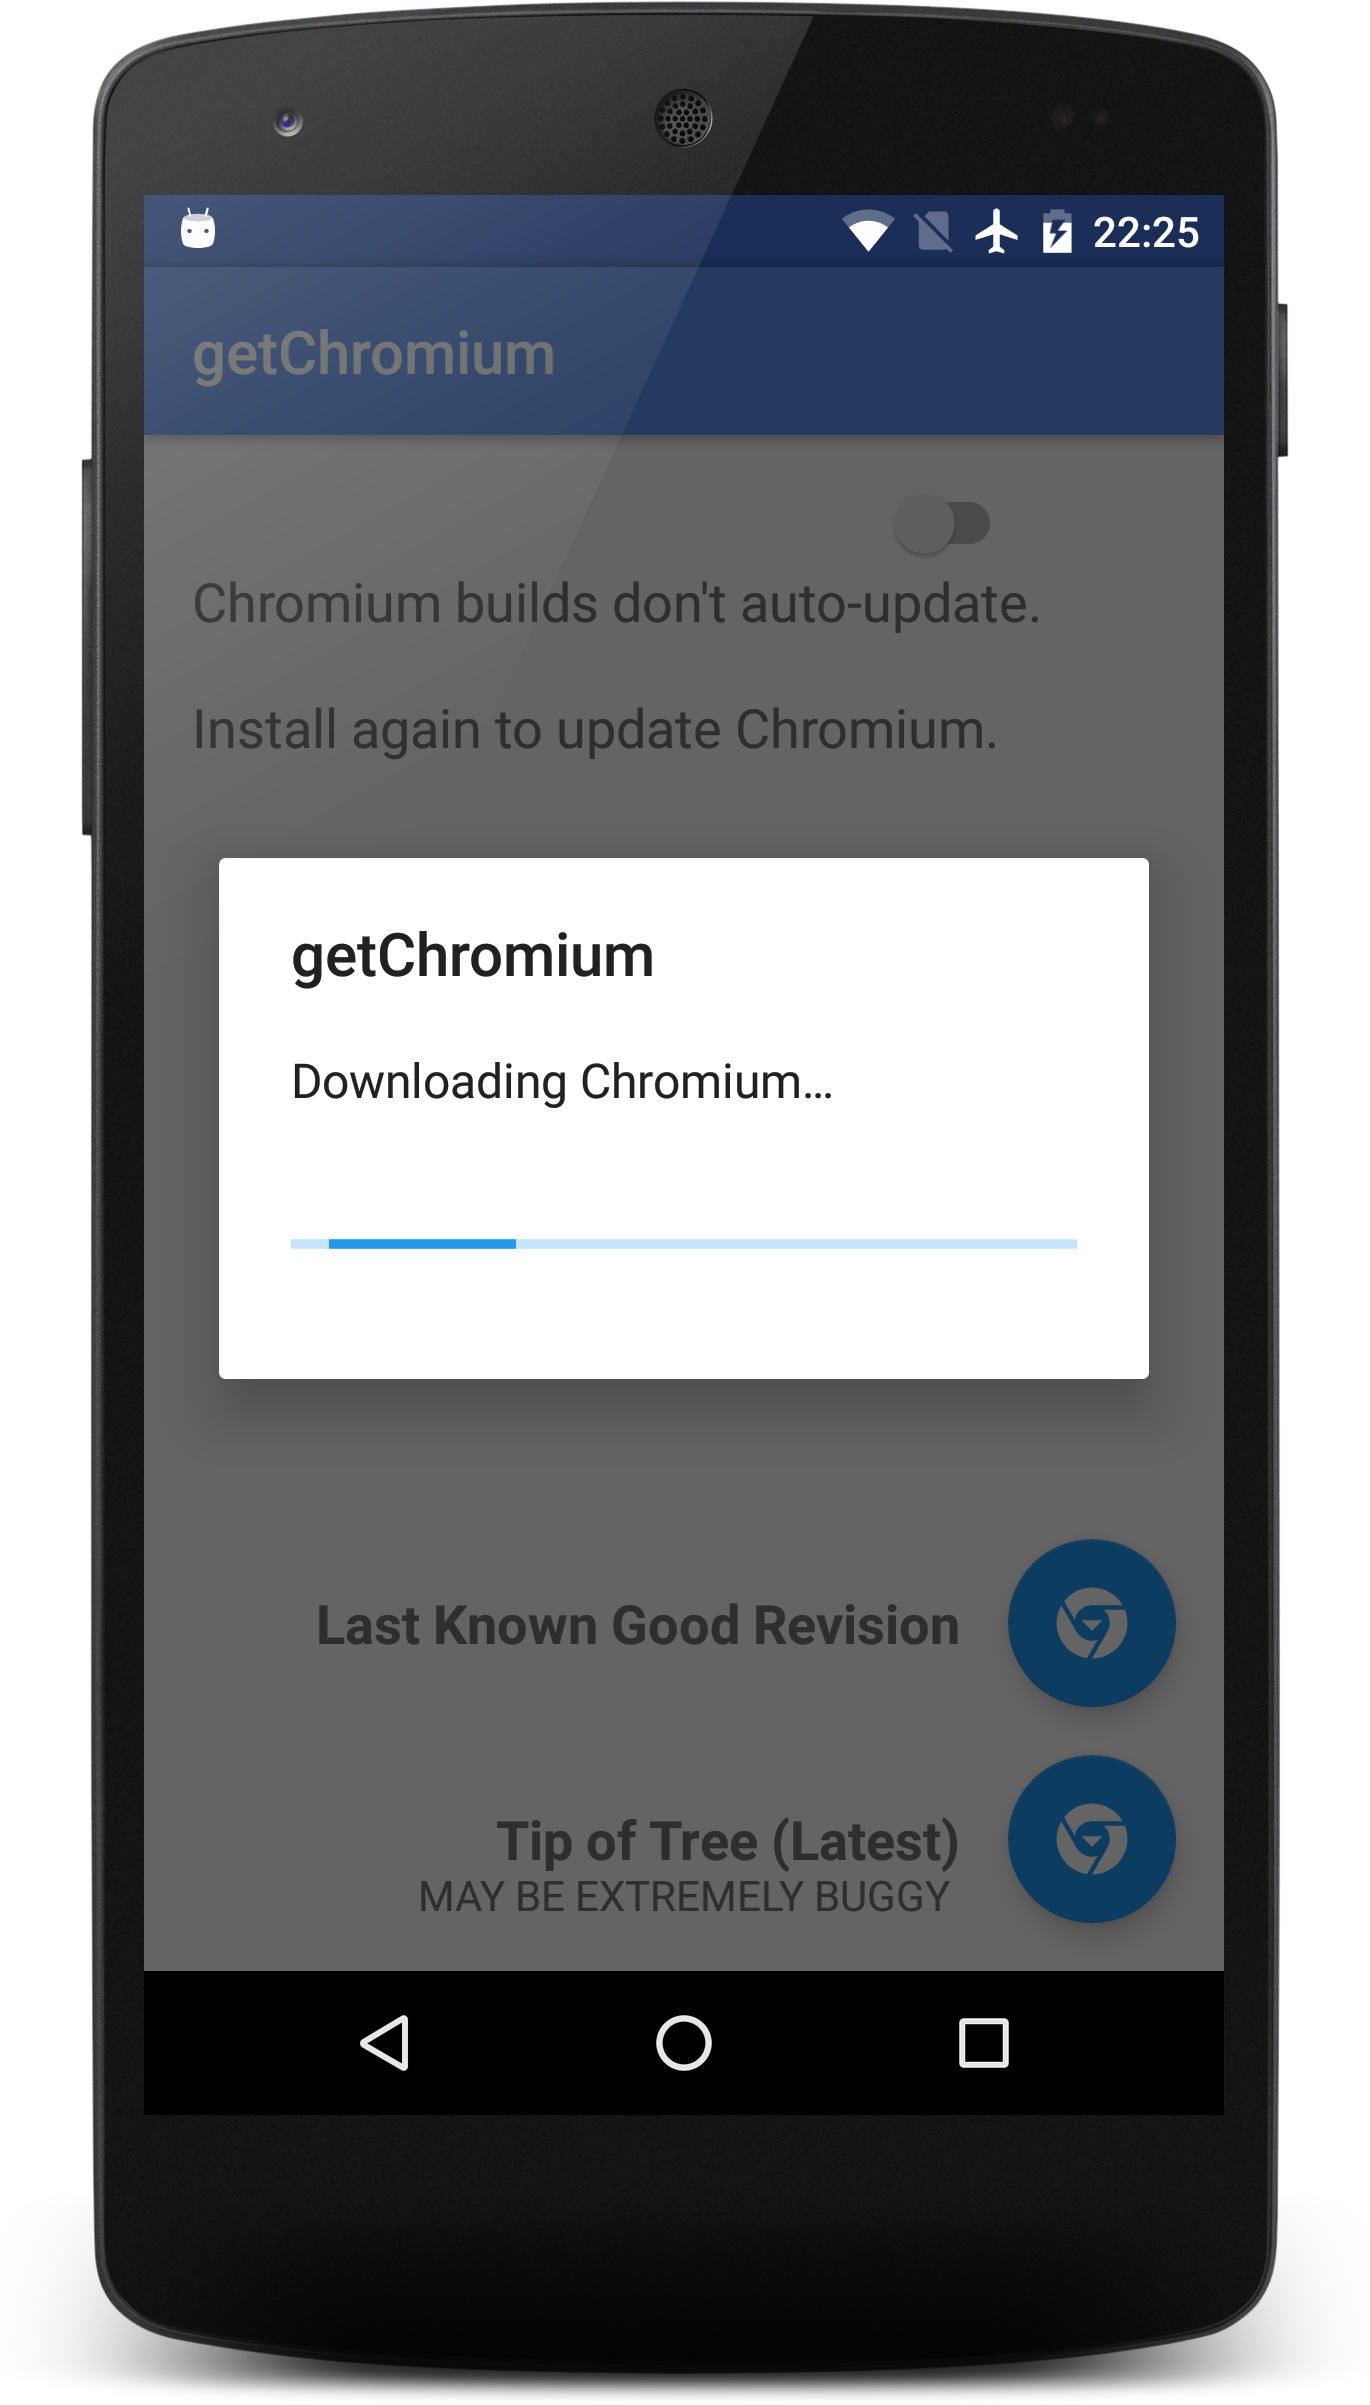 22:25
getChromium
Chromium builds don't auto-update.
Install again to update Chromium.
getChromium
Downloading Chromium...
Last Known Good Revision
Tip of Tree (Latest)
MAY BE EXTREMELY BUGGY